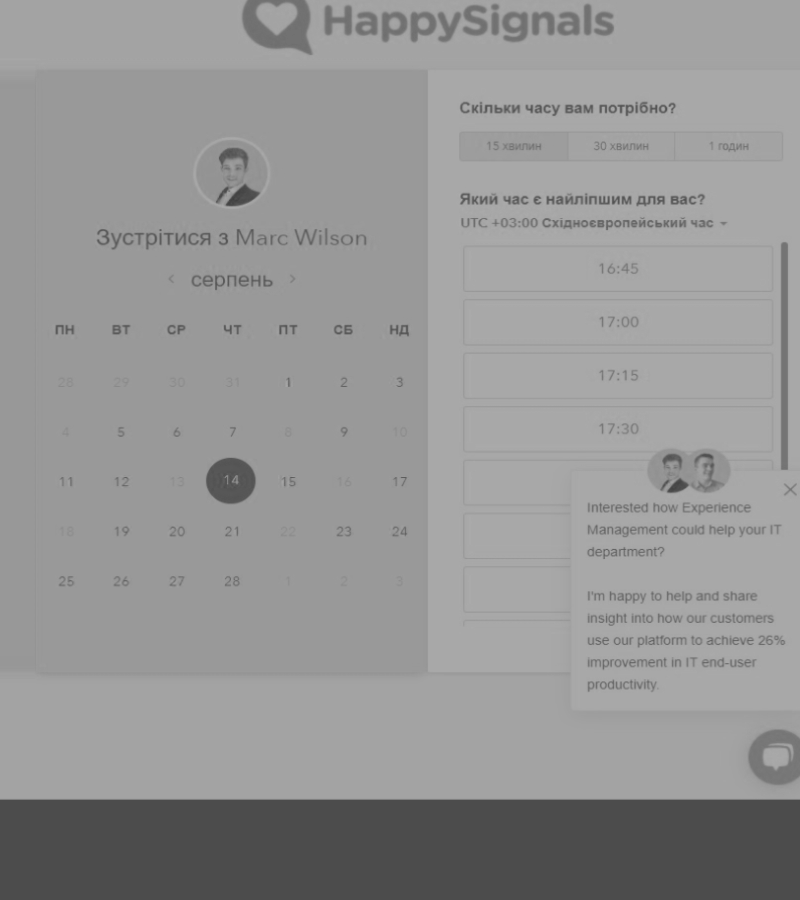 HappySignals
Зустрітися з Marc Wilson
серпень
ПН ВТ СР ЧТ ПТ СБ НД
28 29 30 31 1 2 3
4 5 6 7 8 9 10
11 12 13 14 15 16 17
18 19 20 21 22 23 24
25 26 27 28 1 2 3
Скільки часу вам потрібно?
15 хвилин 30 хвилин 1 годин
Який час є найліпшим для вас?
UTC +03:00 Східноєвропейський час
16:45
17:00
17:15
17:30
Interested how Experience
Management could help your IT
department?
I'm happy to help and share
insight into how our customers
use our platform to achieve 26%
improvement in IT end-user
productivity.